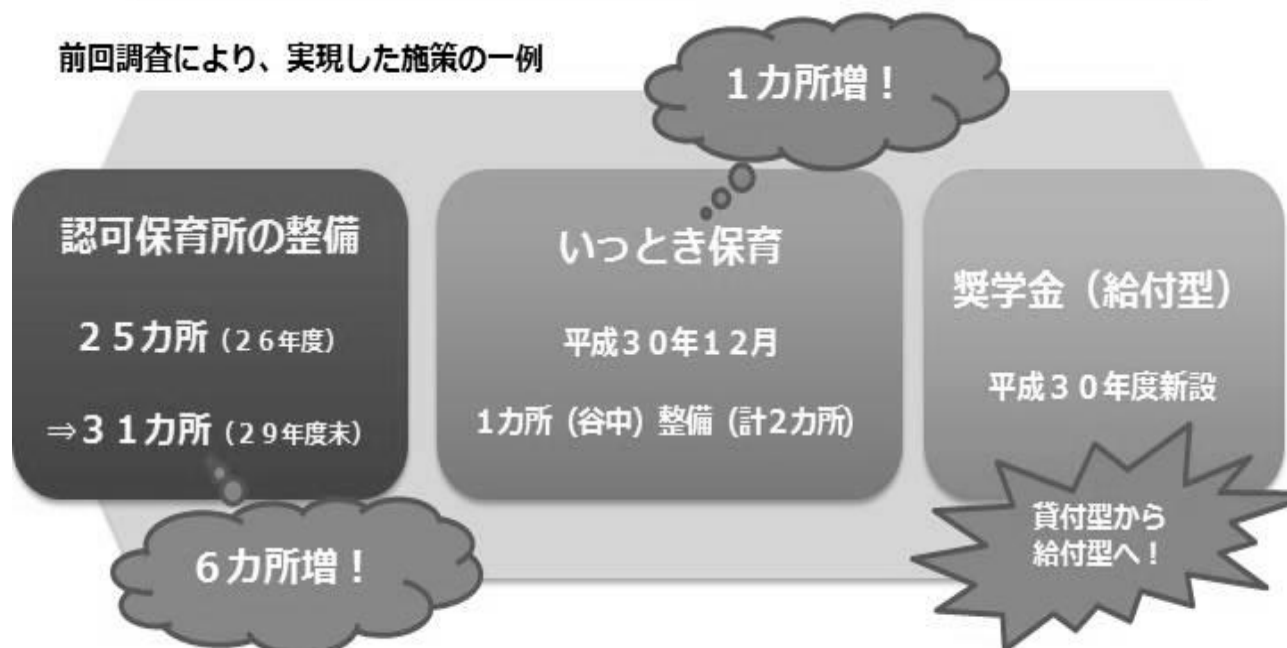 前回調査により、実現した施策の一例
認可保育所の整備
２５カ所（２６年度）
⇒３１カ所（２９年度末）
６カ所増！
いっとき保育
平成３０年１２月
１カ所（谷中）整備（計２カ所）
１カ所増！
奨学金（給付型）
平成３０年度新設
貸付型から
給付型へ！